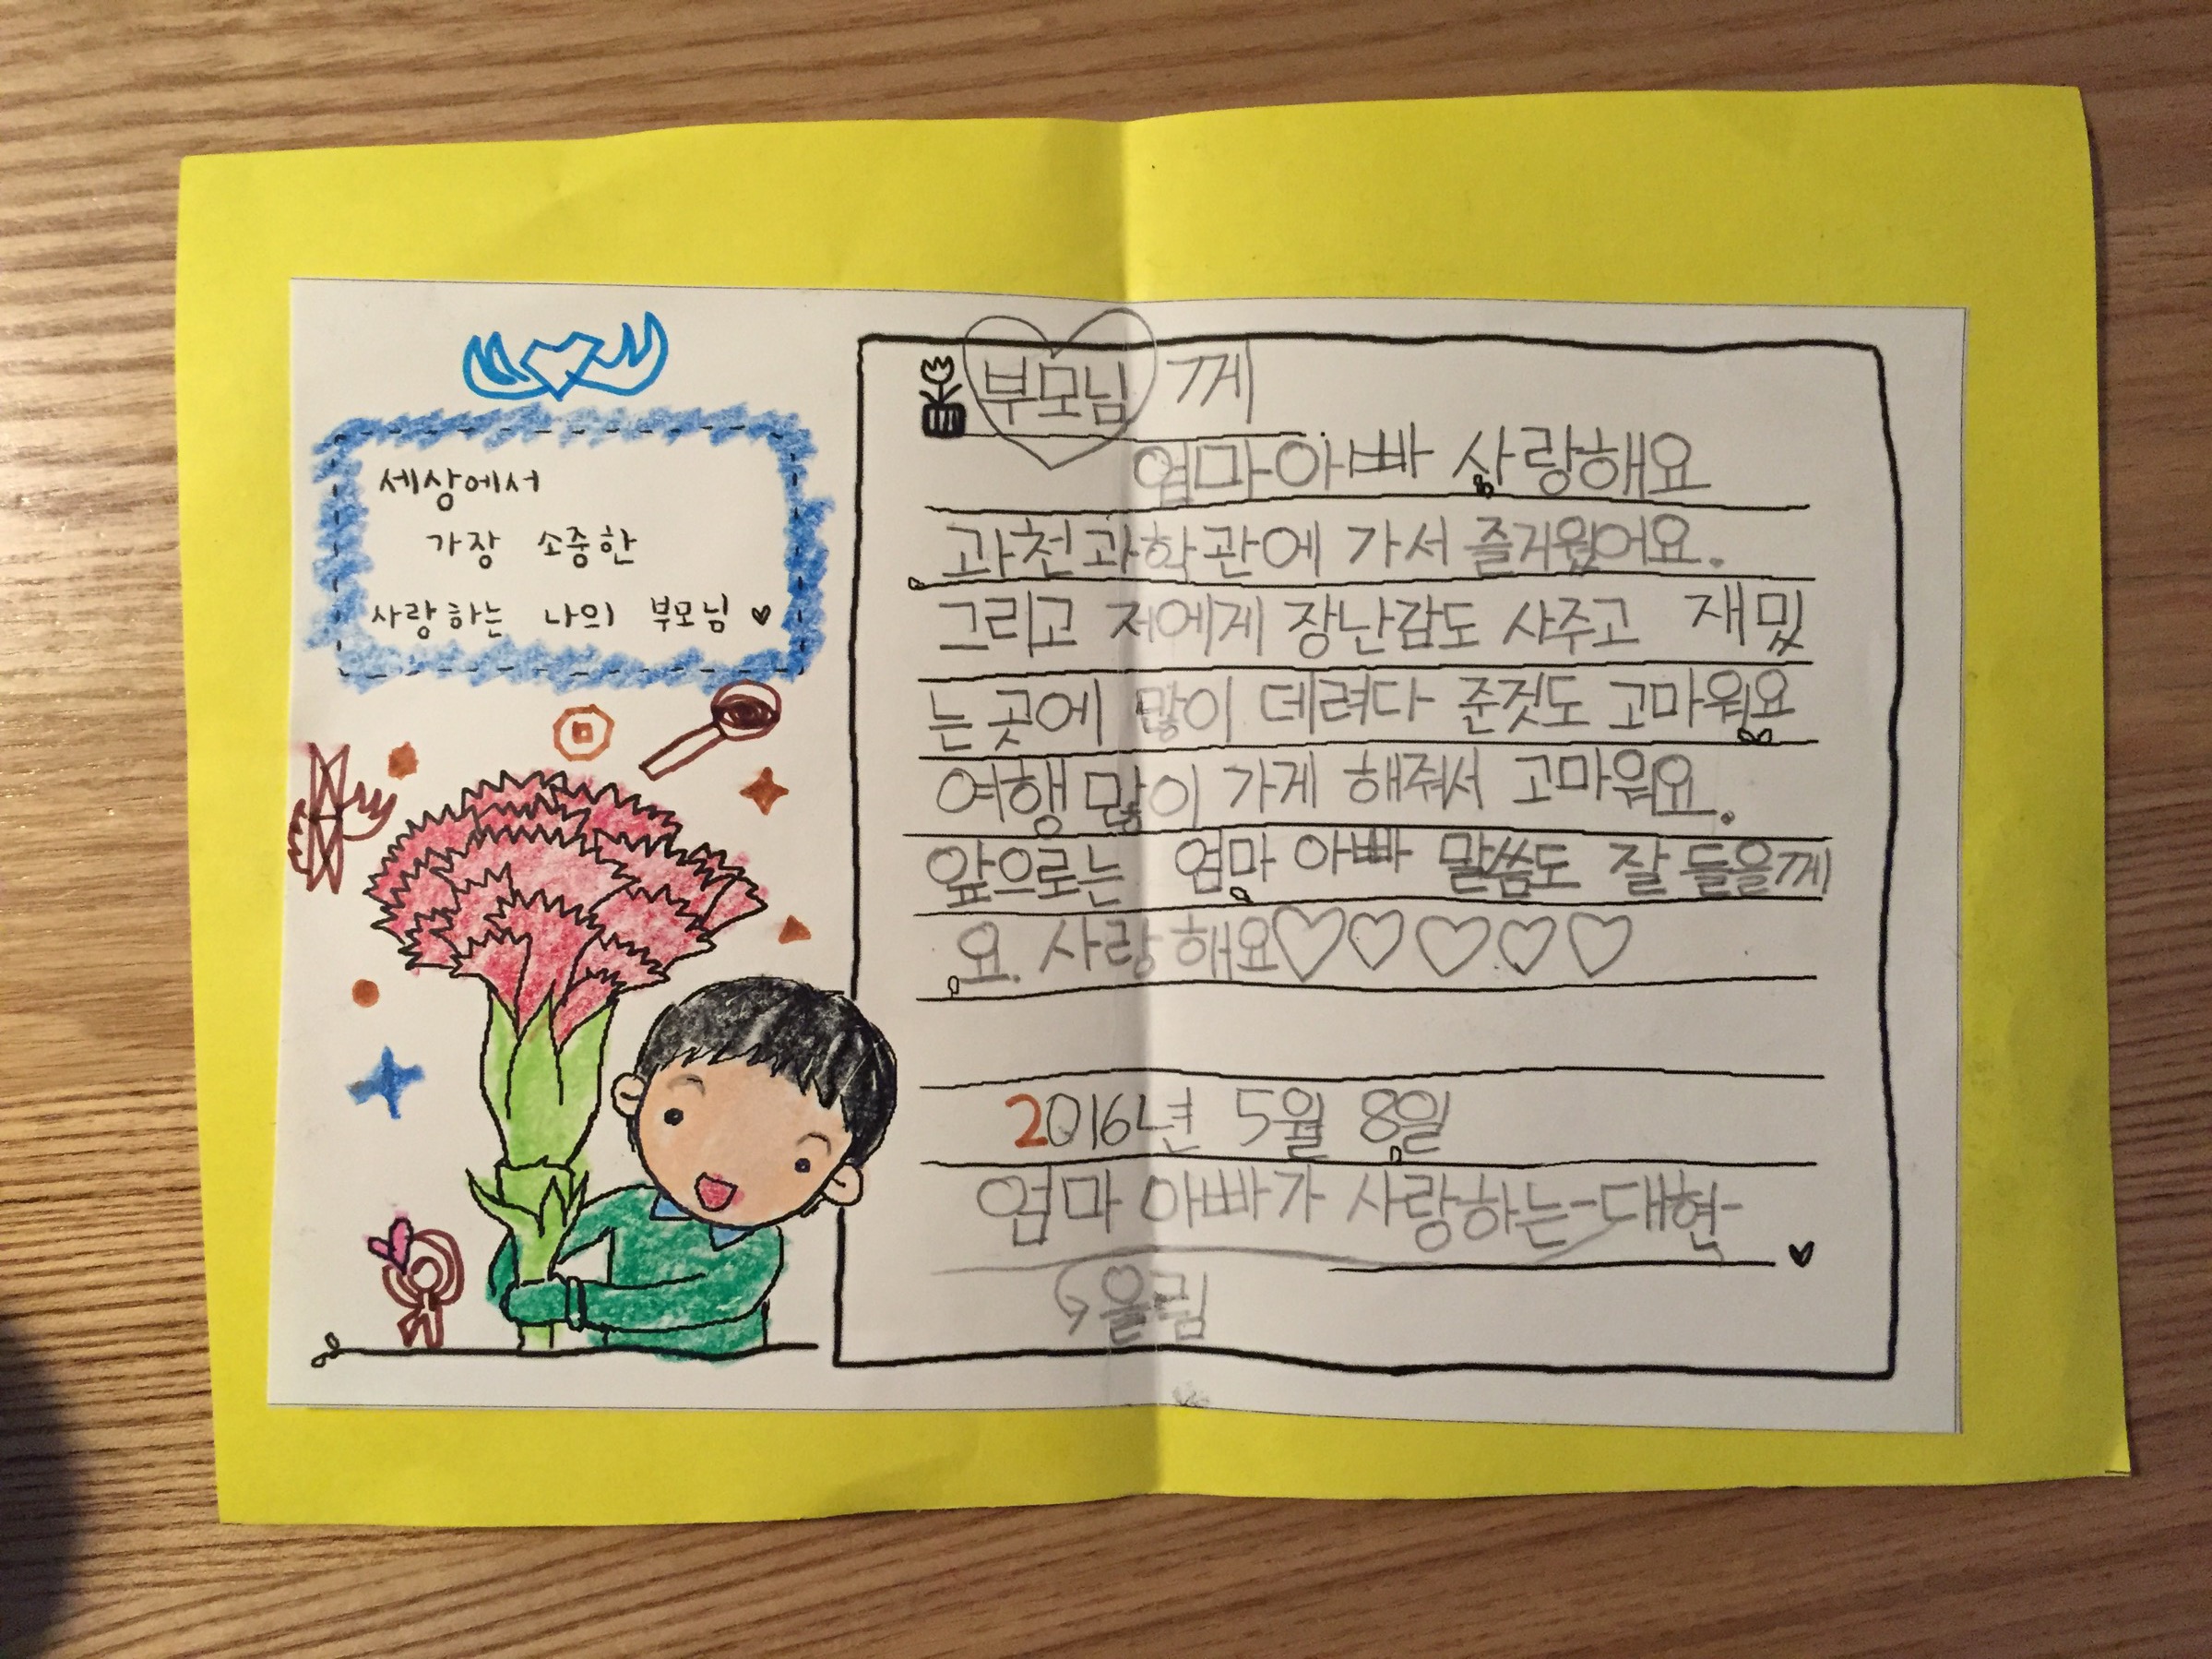 세상에서
가장 소중한
사랑하는 나의 부모님 ♥
부모님 께
엄마아빠 사랑해요
과천과학관에 가서 즐거웠어요.
그리고 저에게 장난감도 사주고 재밌
는곳에 많이 데려다 준것도 고마워요
여행많이 가게 해줘서 고마워요.
앞으로는 엄마 아빠 말씀도 잘 들을께
요. 사랑해요♡♡♡♡♡
2016년 5월 8일
엄마 아빠가 사랑하는-대현-
올림